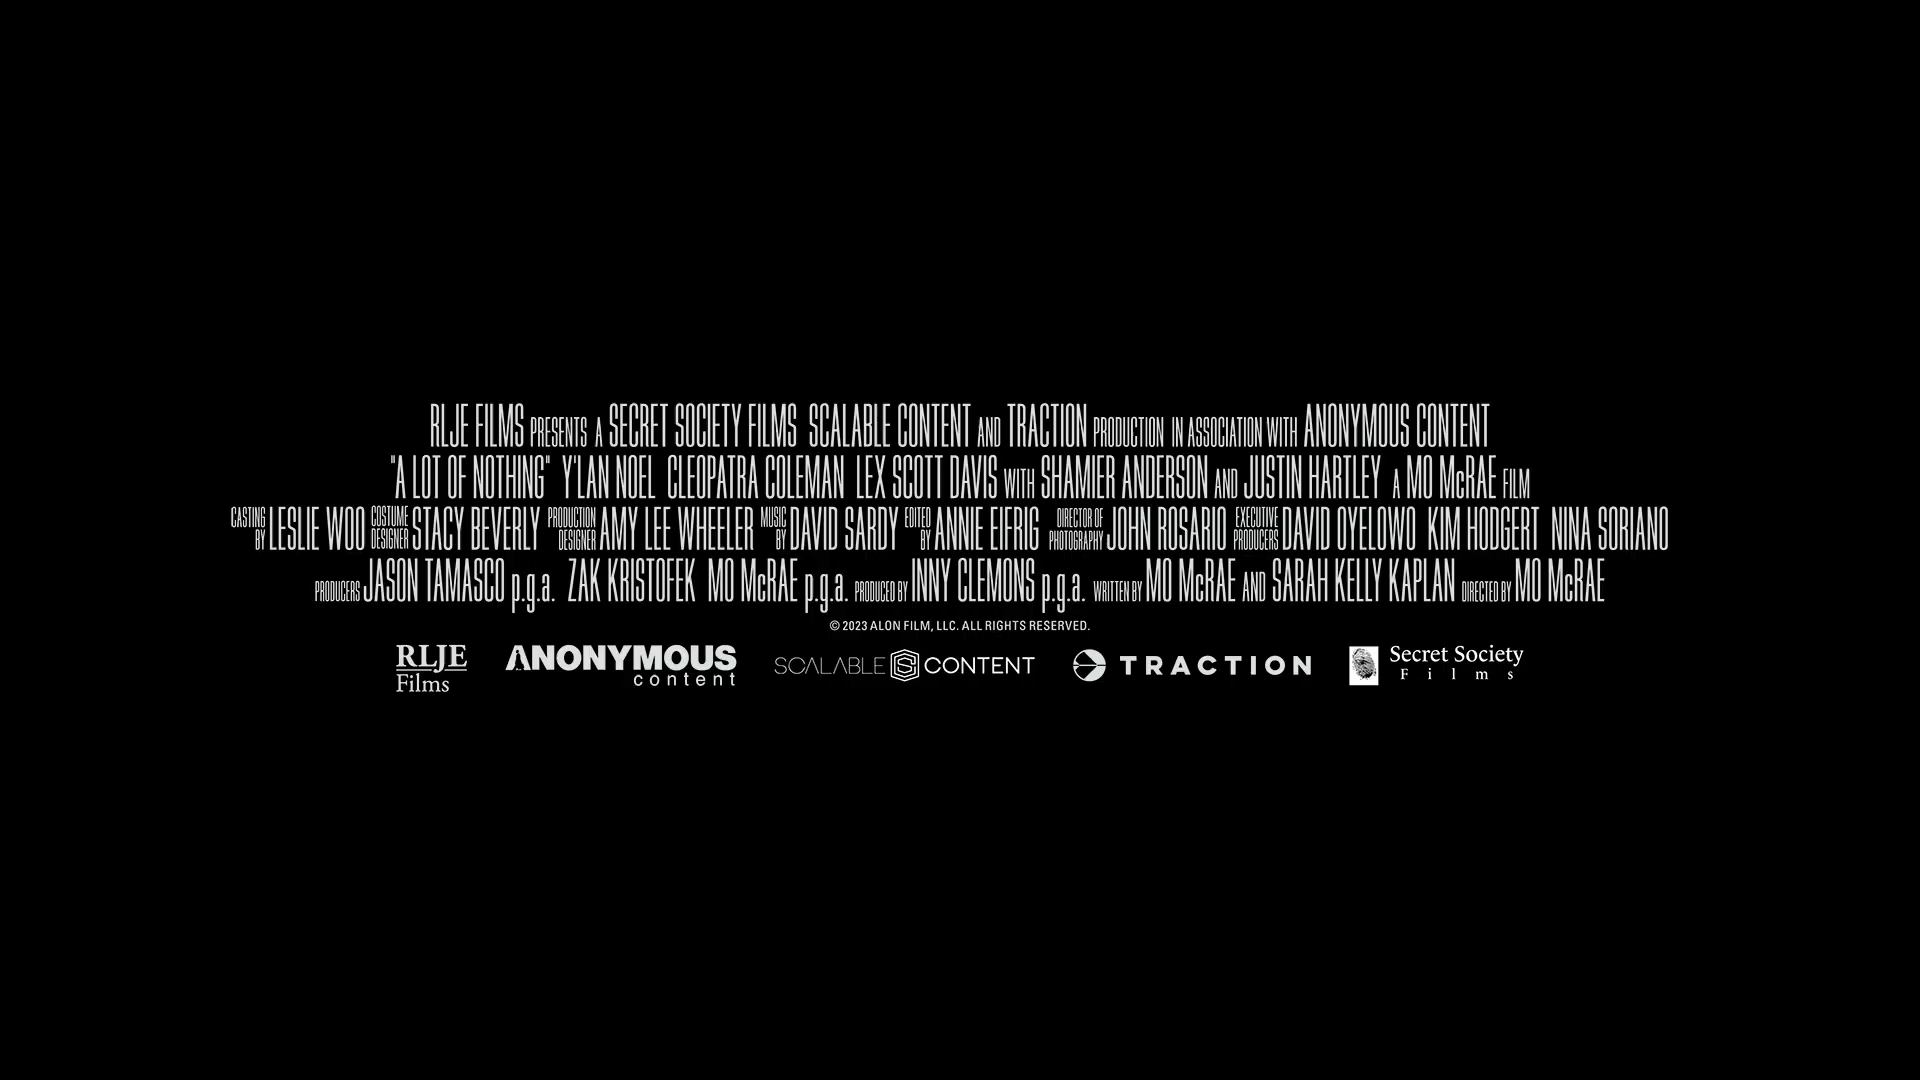 RLJE FILMS PRESENTS A SECRET SOCIETY FILMS SCALABLE CONTENT AND TRACTION PRODUCTION IN ASSOCIATION WITH ANONYMOUS CONTENT
"A LOT OF NOTHING" Y'LAN NOEL CLEOPATRA COLEMAN LEX SCOTT DAVIS WITH SHAMIER ANDERSON AND JUSTIN HARTLEY A MO McRAE FILM
CASTING BY LESLIE WOO COSTUME DESIGNER STACY BEVERLY PRODUCTION DESIGNER AMY LEE WHEELER MUSIC BY DAVID SARDY EDITED BY ANNIE EIFRIG DIRECTOR OF PHOTOGRAPHY JOHN ROSARIO EXECUTIVE PRODUCERS DAVID OYELOWO KIM HODGERT NINA SORIANO
PRODUCERS JASON TAMASCO p.g.a. ZAK KRISTOFEK MO McRAE p.g.a. PRODUCED BY INNY CLEMONS p.g.a. WRITTEN BY MO McRAE AND SARAH KELLY KAPLAN DIRECTED BY MO McRAE
© 2023 ALON FILM, LLC. ALL RIGHTS RESERVED.
RLJE Films ANONYMOUS content SCALABLE CONTENT TRACTION Secret Society Films